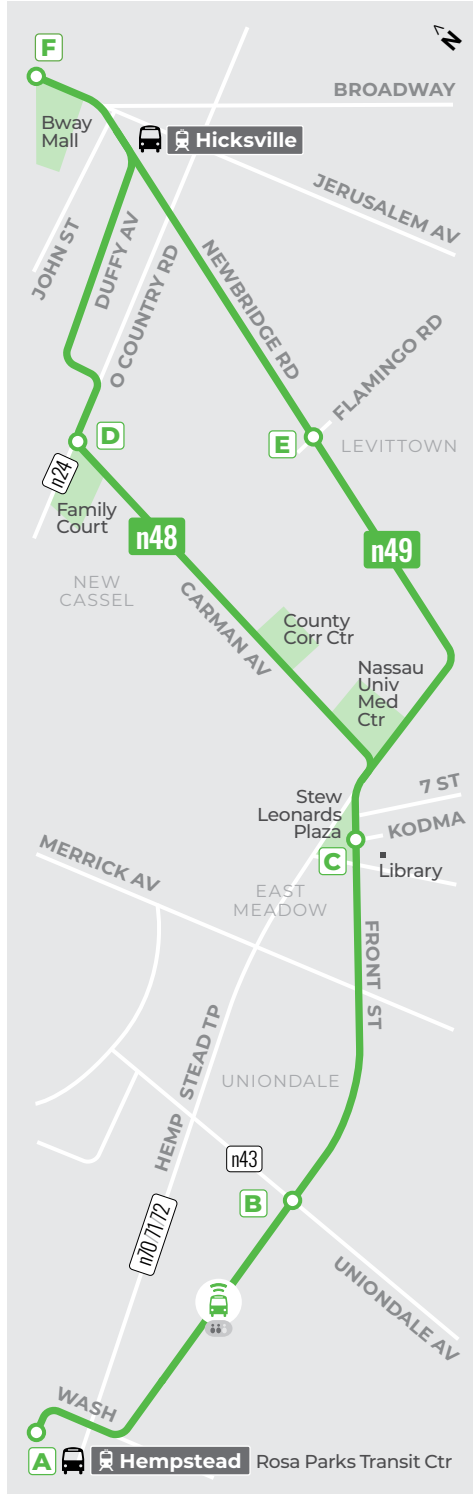 N
F
BROADWAY
Bway
Mall
Hicksville
JERUSALEM AV
JOHN ST
DUFFY AV
O COUNTRY RD
NEWBRIDGE RD
FLAMINGO RD
D
E
LEVITTOWN
n24
Family
Court
n48
n49
NEW
CASSEL
CARMAN AV
County
Corr Ctr
Nassau
Univ
Med
Ctr
7 ST
Stew
Leonards
Plaza
KODMA
C
Library
MERRICK AV
EAST
MEADOW
FRONT ST
HEMP STEAD TP
UNIONDALE
n43
B
n70/71/72
UNIONDALE AV
WASH
A
Hempstead
Rosa Parks Transit Ctr